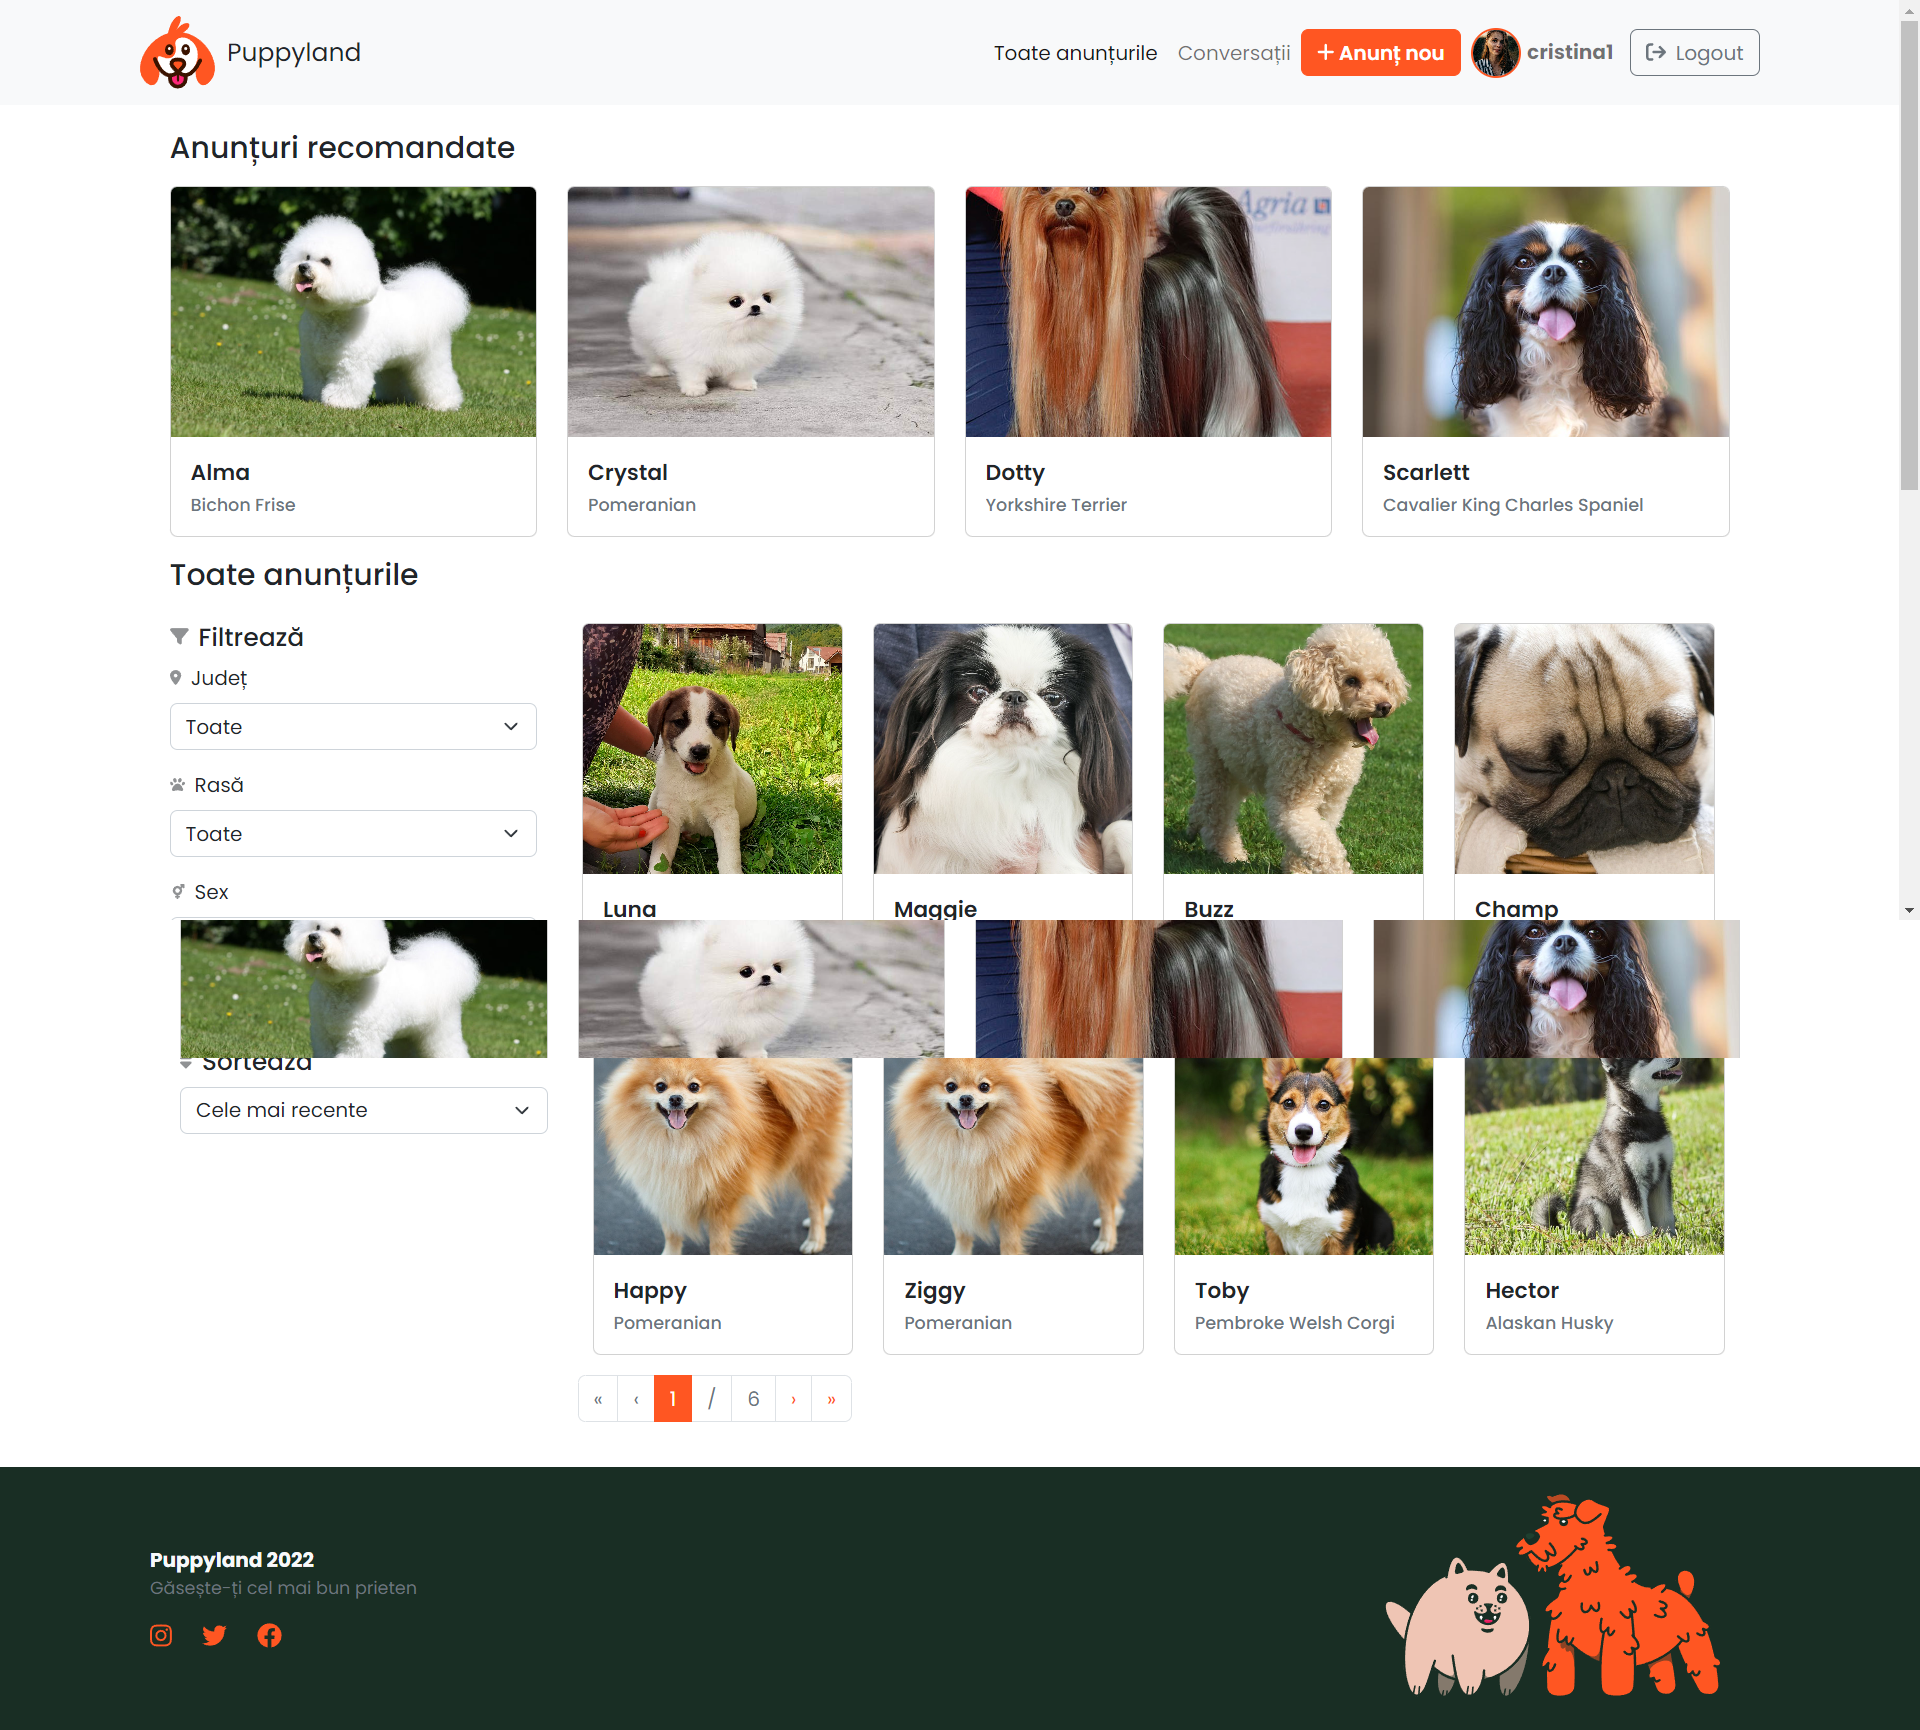 Puppyland
Toate anunțurile
Conversații
+ Anunț nou
cristina1
Logout
Anunțuri recomandate
Agria
Alma
Bichon Frise
Crystal
Pomeranian
Dotty
Yorkshire Terrier
Scarlett
Cavalier King Charles Spaniel
Toate anunțurile
Filtrează
Județ
Toate
Rasă
Toate
Sex
Luna
Maggie
Buzz
Champ
Sortează
Cele mai recente
Happy
Pomeranian
Ziggy
Pomeranian
Toby
Pembroke Welsh Corgi
Hector
Alaskan Husky
« ‹ 1 / 6 › »
Puppyland 2022
Găsește-ți cel mai bun prieten